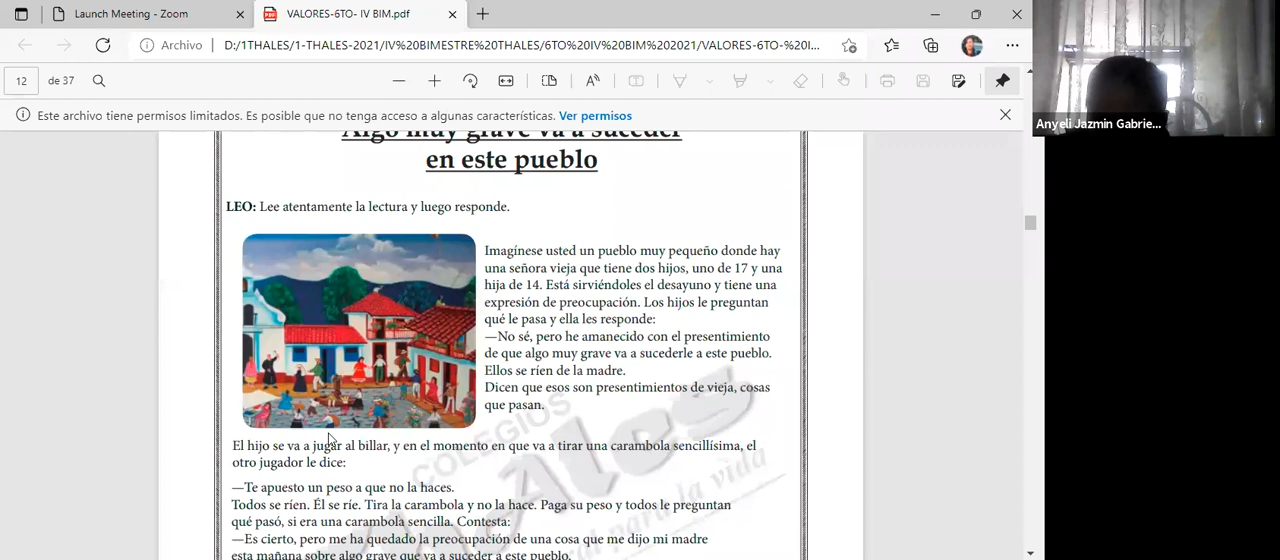 Launch Meeting - Zoom
VALORES-6TO- IV BIM.pdf
Archivo
D:/1THALES/1-THALES-2021/IV%20BIMESTRE%20THALES/6TO%20IV%20BIM%202021/VALORES-6TO-%20I...
12
de 37
Este archivo tiene permisos limitados. Es posible que no tenga acceso a algunas características. Ver permisos
Anyeli Jazmin Gabrie...
Algo muy grave va a suceder
en este pueblo
LEO: Lee atentamente la lectura y luego responde.
Imagínese usted un pueblo muy pequeño donde hay
una señora vieja que tiene dos hijos, uno de 17 y una
hija de 14. Está sirviéndoles el desayuno y tiene una
expresión de preocupación. Los hijos le preguntan
qué le pasa y ella les responde:
—No sé, pero he amanecido con el presentimiento
de que algo muy grave va a sucederle a este pueblo.
Ellos se ríen de la madre.
Dicen que esos son presentimientos de vieja, cosas
que pasan.
El hijo se va a jugar al billar, y en el momento en que va a tirar una carambola sencillísima, el
otro jugador le dice:
—Te apuesto un peso a que no la haces.
Todos se ríen. Él se ríe. Tira la carambola y no la hace. Paga su peso y todos le preguntan
qué pasó, si era una carambola sencilla. Contesta:
—Es cierto, pero me ha quedado la preocupación de una cosa que me dijo mi madre
esta mañana sobre algo grave que va a suceder a este pueblo.
COLEGIOS
para la vida